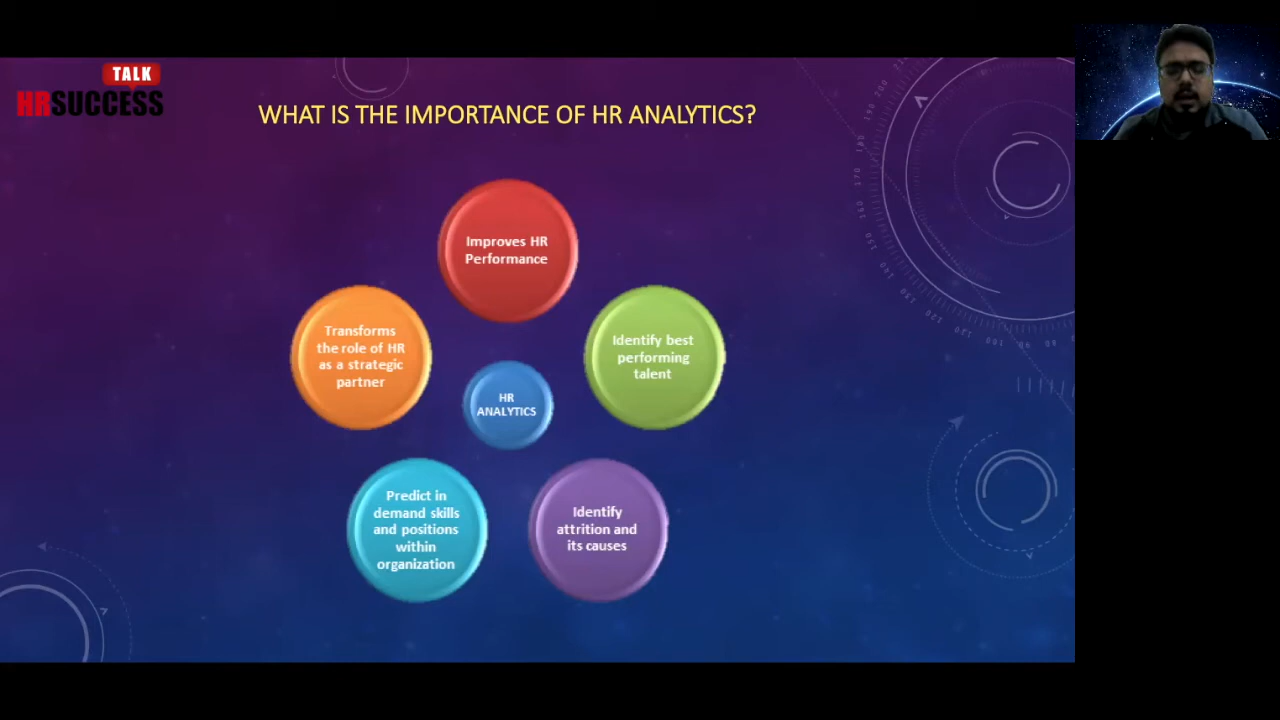 TALK
HRSUCCESS
WHAT IS THE IMPORTANCE OF HR ANALYTICS?
Improves HR
Performance
Transforms
the role of HR
as a strategic
partner
Identify best
performing
talent
HR
ANALYTICS
Predict in
demand skills
and positions
within
organization
Identify
attrition and
its causes